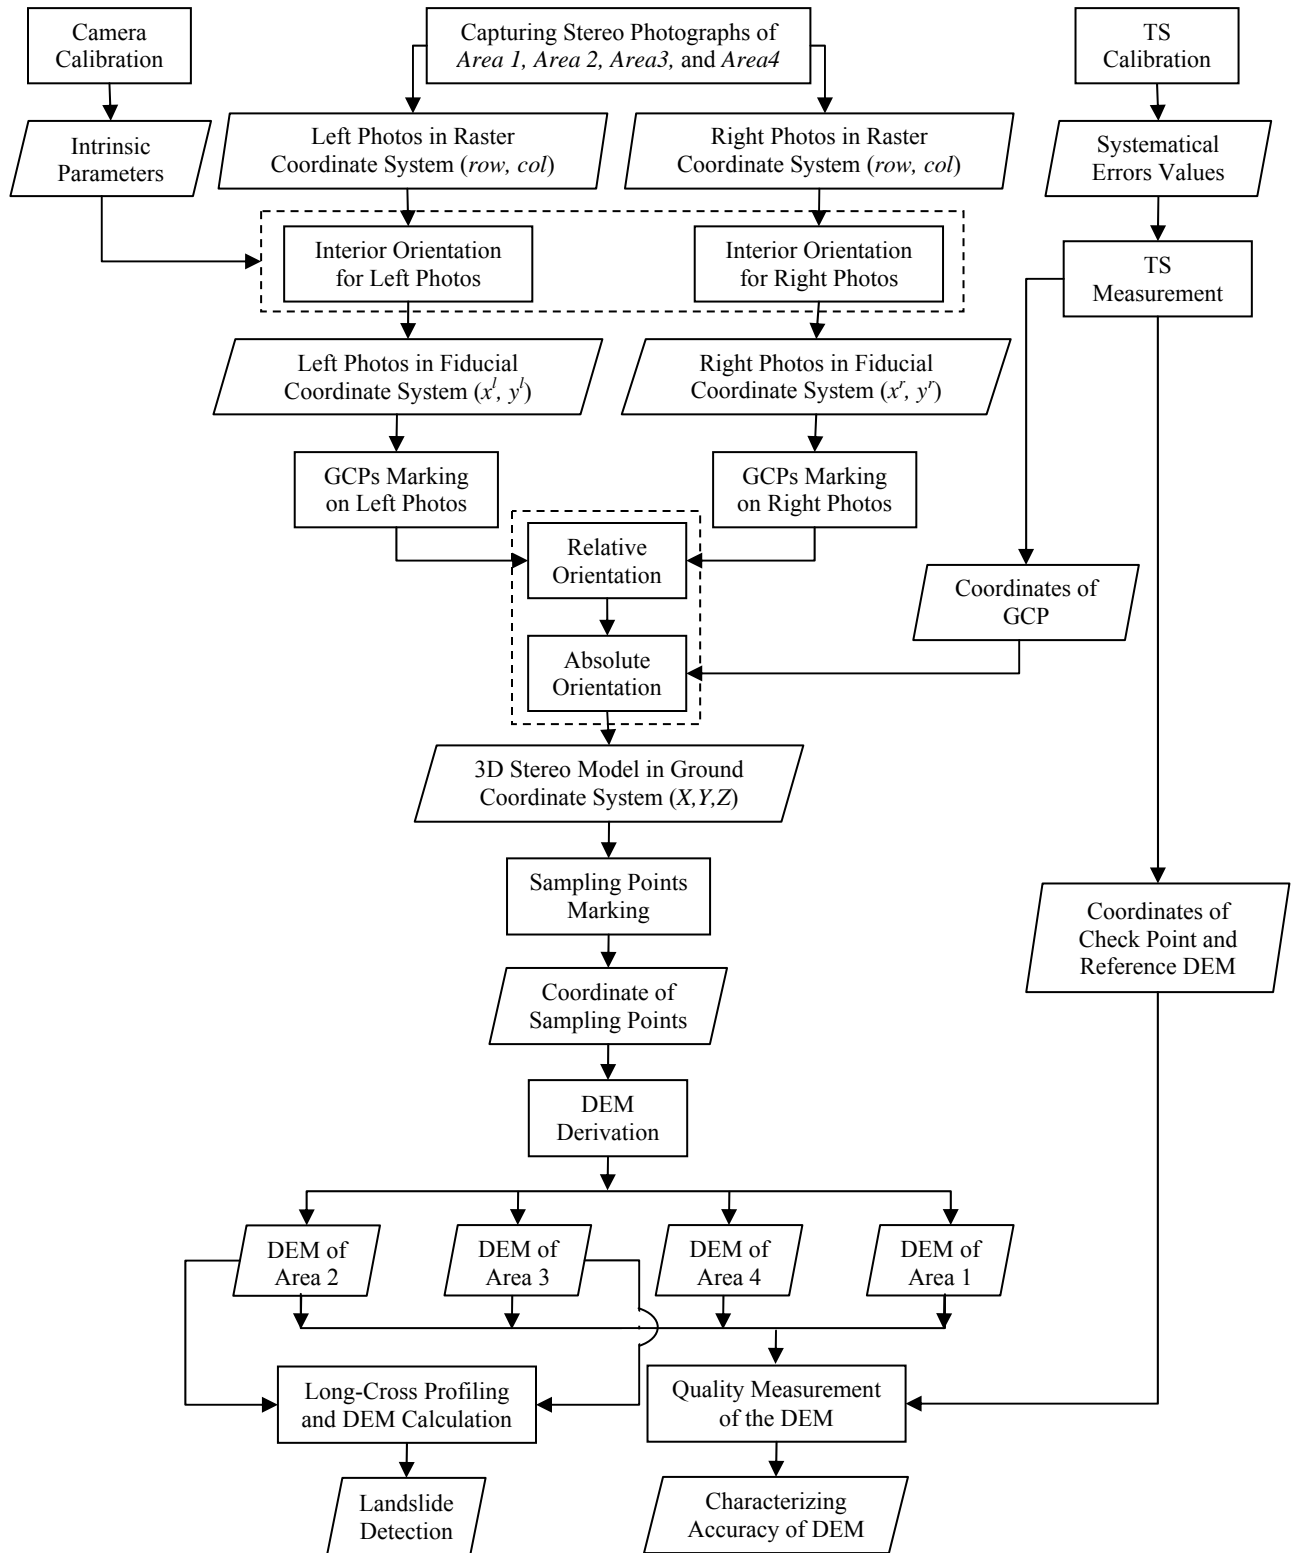 Camera
Calibration
Capturing Stereo Photographs of
Area 1, Area 2, Area3, and Area4
TS
Calibration
Intrinsic
Parameters
Left Photos in Raster
Coordinate System (row, col)
Right Photos in Raster
Coordinate System (row, col)
Systematical
Errors Values
Interior Orientation
for Left Photos
Interior Orientation
for Right Photos
TS
Measurement
Left Photos in Fiducial
Coordinate System (xˡ, yˡ)
Right Photos in Fiducial
Coordinate System (xʳ, yʳ)
GCPs Marking
on Left Photos
GCPs Marking
on Right Photos
Relative
Orientation
Coordinates of
GCP
Absolute
Orientation
3D Stereo Model in Ground
Coordinate System (X,Y,Z)
Sampling Points
Marking
Coordinates of
Check Point and
Reference DEM
Coordinate of
Sampling Points
DEM
Derivation
DEM of
Area 2
DEM of
Area 3
DEM of
Area 4
DEM of
Area 1
Long-Cross Profiling
and DEM Calculation
Quality Measurement
of the DEM
Landslide
Detection
Characterizing
Accuracy of DEM